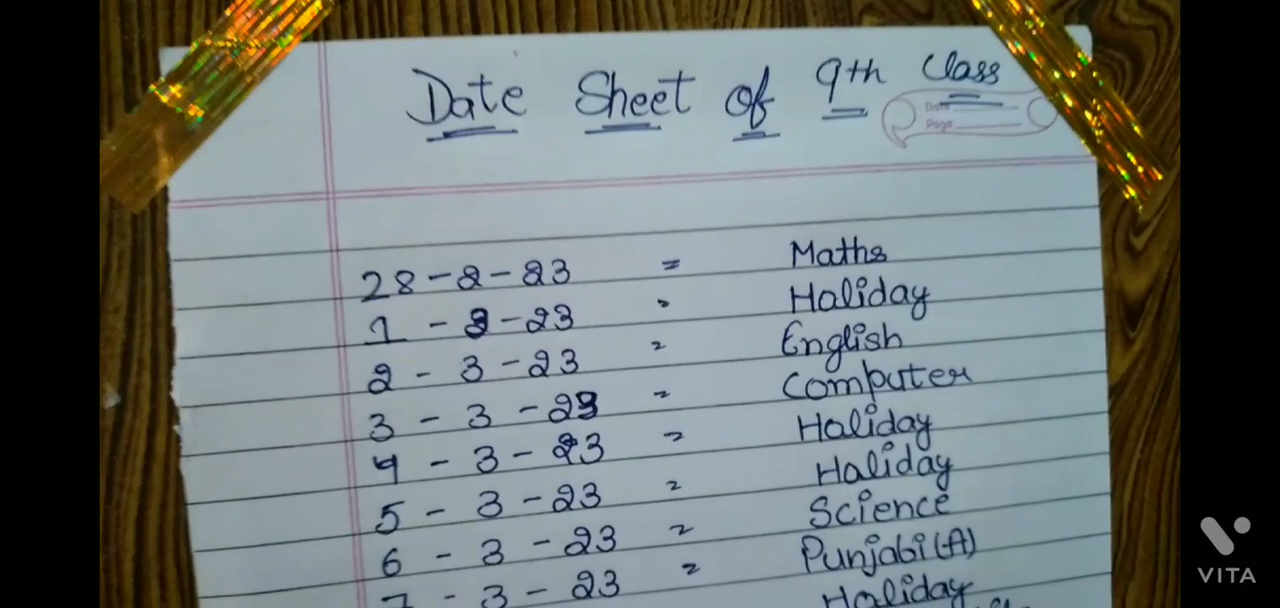 Date Sheet of 9th Class
Date
Page
28-2-23 = Maths
1-3-23 = Haliday
2-3-23 = English
3-3-23 = Computer
4-3-23 = Haliday
5-3-23 = Haliday
6-3-23 = Science
7-3-23 = Punjabi(A)
Haliday
VITA